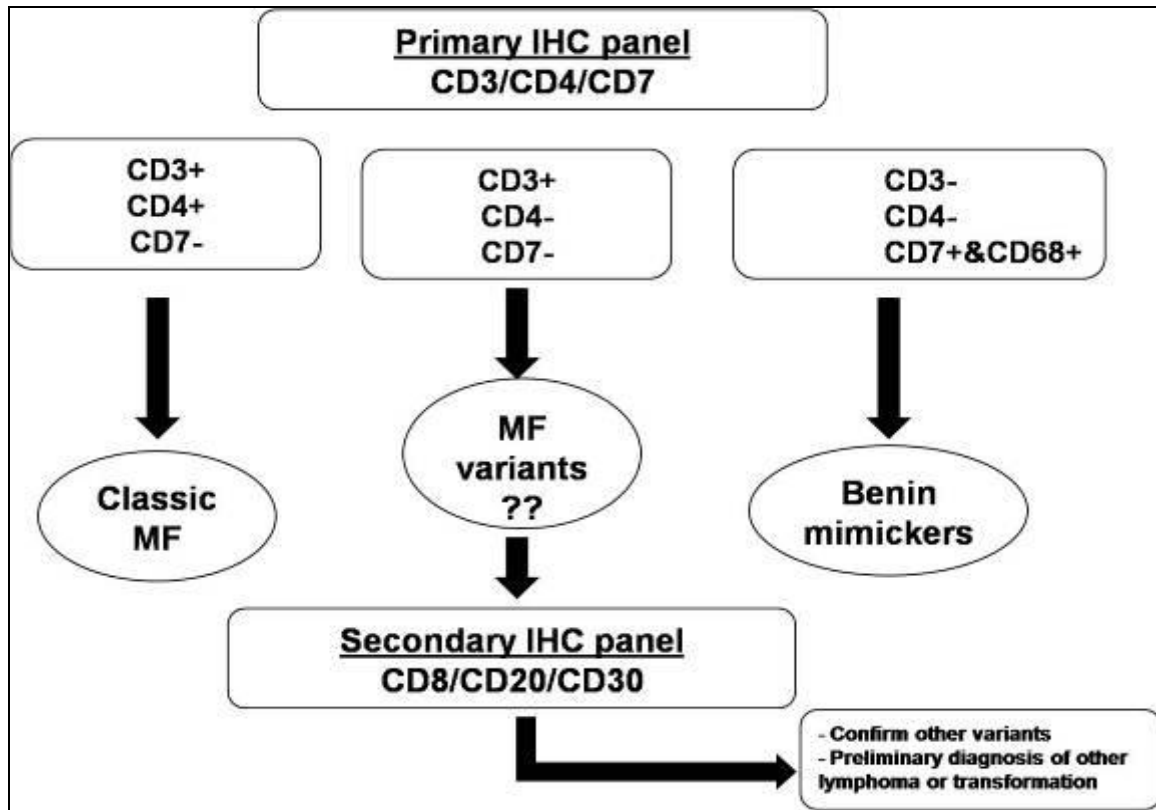 Primary IHC panel
CD3/CD4/CD7
CD3+
CD4+
CD7-
CD3+
CD4-
CD7-
CD3-
CD4-
CD7+&CD68+
Classic
MF
MF
variants
??
Benin
mimickers
Secondary IHC panel
CD8/CD20/CD30
- Confirm other variants
- Preliminary diagnosis of other
lymphoma or transformation